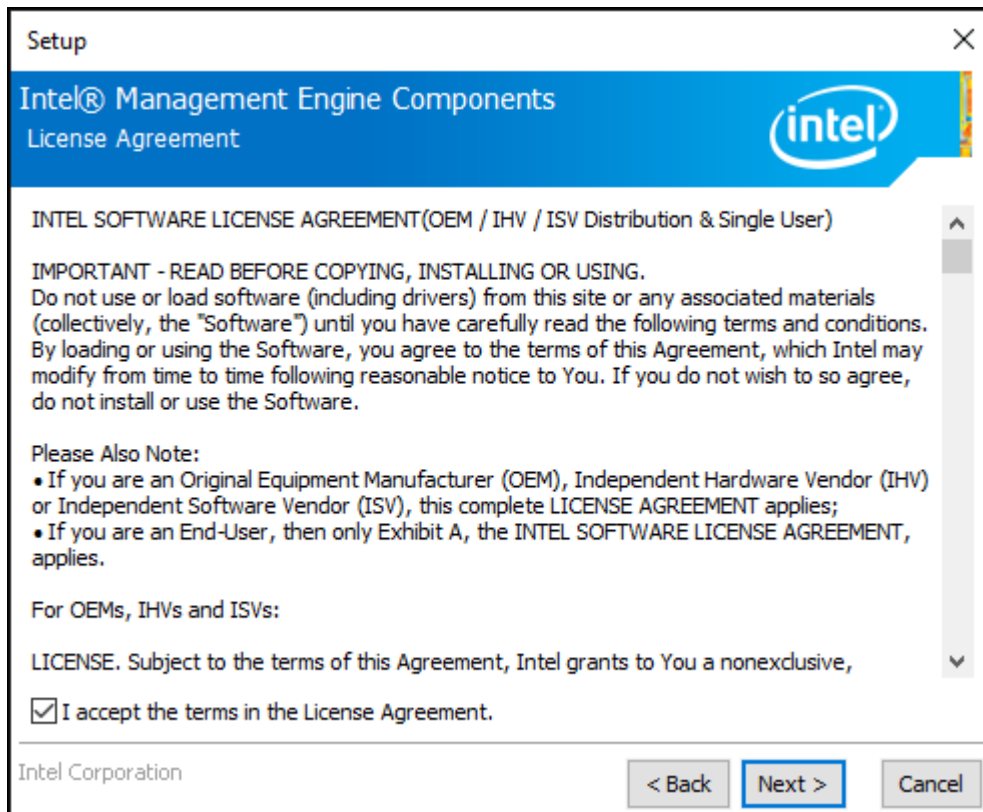 Setup
Intel® Management Engine Components
License Agreement
intel
INTEL SOFTWARE LICENSE AGREEMENT(OEM / IHV / ISV Distribution & Single User)
IMPORTANT - READ BEFORE COPYING, INSTALLING OR USING.
Do not use or load software (including drivers) from this site or any associated materials
(collectively, the "Software") until you have carefully read the following terms and conditions.
By loading or using the Software, you agree to the terms of this Agreement, which Intel may
modify from time to time following reasonable notice to You. If you do not wish to so agree,
do not install or use the Software.
Please Also Note:
• If you are an Original Equipment Manufacturer (OEM), Independent Hardware Vendor (IHV)
or Independent Software Vendor (ISV), this complete LICENSE AGREEMENT applies;
• If you are an End-User, then only Exhibit A, the INTEL SOFTWARE LICENSE AGREEMENT,
applies.
For OEMs, IHVs and ISVs:
LICENSE. Subject to the terms of this Agreement, Intel grants to You a nonexclusive,
I accept the terms in the License Agreement.
Intel Corporation
< Back Next > Cancel